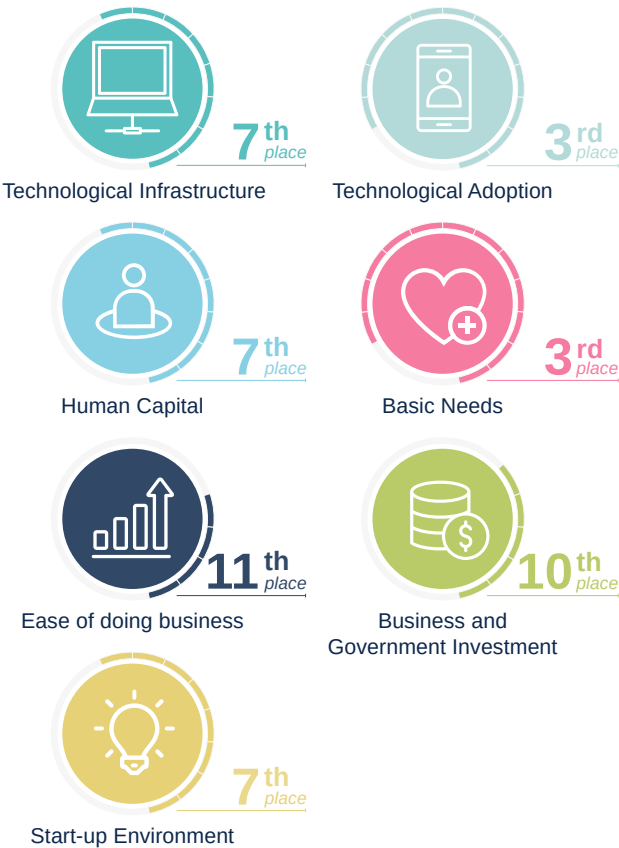 7th place
Technological Infrastructure
3rd place
Technological Adoption
7th place
Human Capital
3rd place
Basic Needs
11th place
Ease of doing business
10th place
Business and
Government Investment
7th place
Start-up Environment